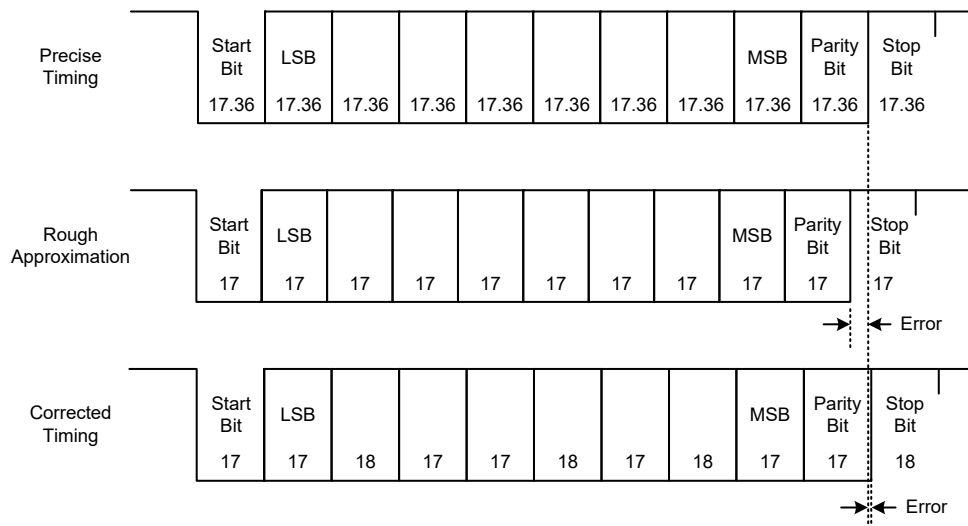 Precise
Timing
Start
Bit
LSB
MSB
Parity
Bit
Stop
Bit
17.36 17.36 17.36 17.36 17.36 17.36 17.36 17.36 17.36 17.36 17.36
Rough
Approximation
Start
Bit
LSB
MSB
Parity
Bit
Stop
Bit
17 17 17 17 17 17 17 17 17 17 17
Error
Corrected
Timing
Start
Bit
LSB
MSB
Parity
Bit
Stop
Bit
17 17 18 17 17 18 17 18 17 17 18
Error